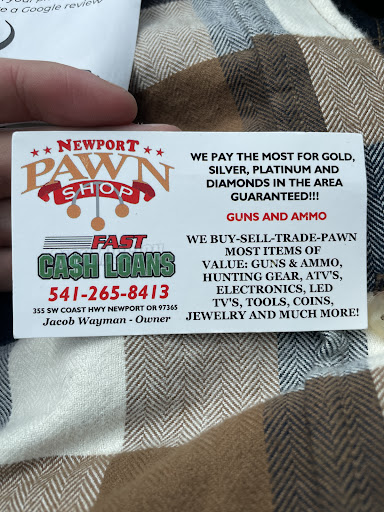 e a Google review
NEWPORT
PAWN
SHOP
FAST
CA$H LOANS
541-265-8413
355 SW COAST HWY NEWPORT OR 97365
Jacob Wayman - Owner
WE PAY THE MOST FOR GOLD,
SILVER, PLATINUM AND
DIAMONDS IN THE AREA
GUARANTEED!!!
GUNS AND AMMO
WE BUY-SELL-TRADE-PAWN
MOST ITEMS OF
VALUE: GUNS & AMMO,
HUNTING GEAR, ATV'S,
ELECTRONICS, LED
TV'S, TOOLS, COINS,
JEWELRY AND MUCH MORE!